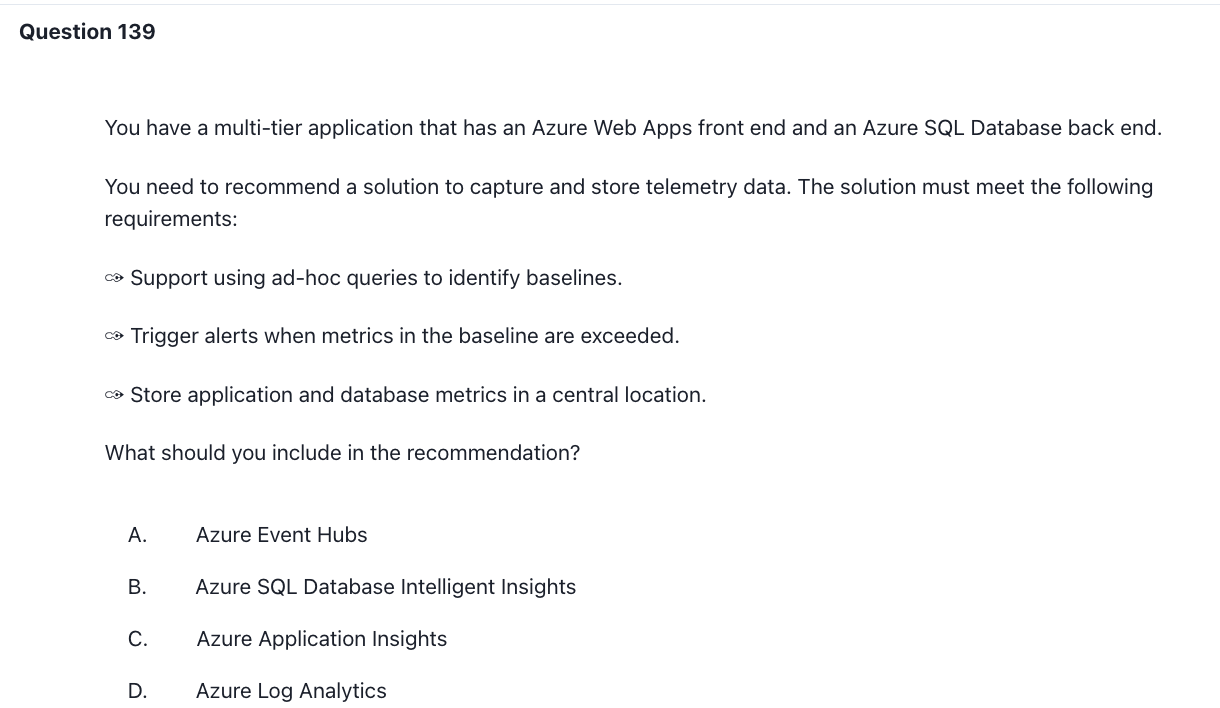 Question 139
You have a multi-tier application that has an Azure Web Apps front end and an Azure SQL Database back end.
You need to recommend a solution to capture and store telemetry data. The solution must meet the following
requirements:
Support using ad-hoc queries to identify baselines.
Trigger alerts when metrics in the baseline are exceeded.
Store application and database metrics in a central location.
What should you include in the recommendation?
A. Azure Event Hubs
B. Azure SQL Database Intelligent Insights
C. Azure Application Insights
D. Azure Log Analytics